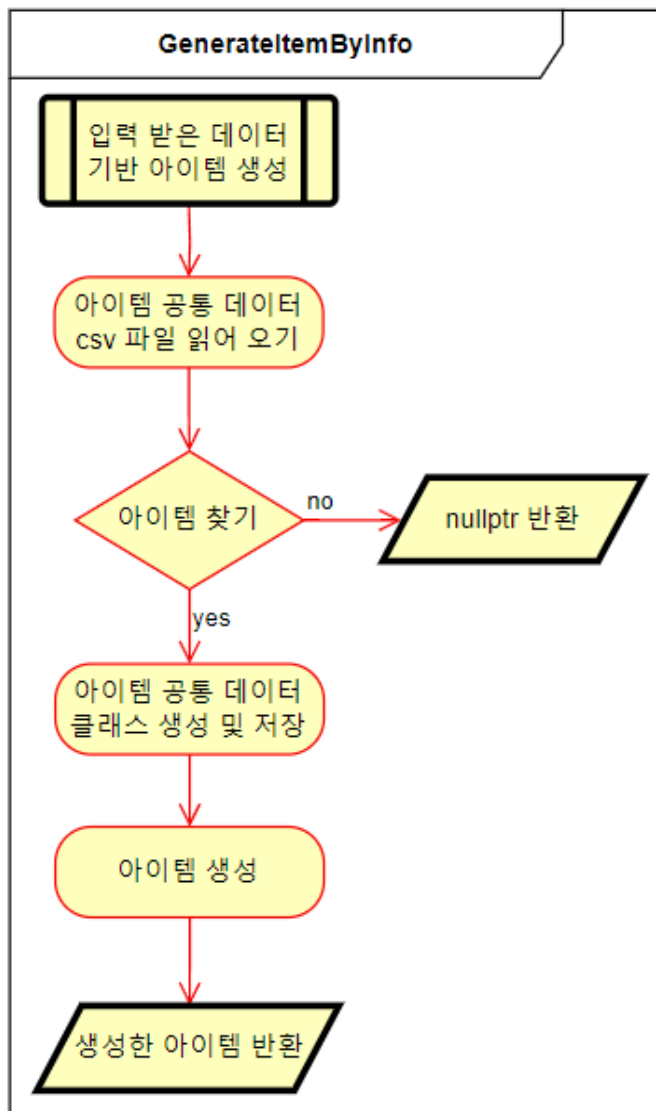 GenerateItemByInfo
입력 받은 데이터
기반 아이템 생성
아이템 공통 데이터
csv 파일 읽어 오기
아이템 찾기
no
nullptr 반환
yes
아이템 공통 데이터
클래스 생성 및 저장
아이템 생성
생성한 아이템 반환